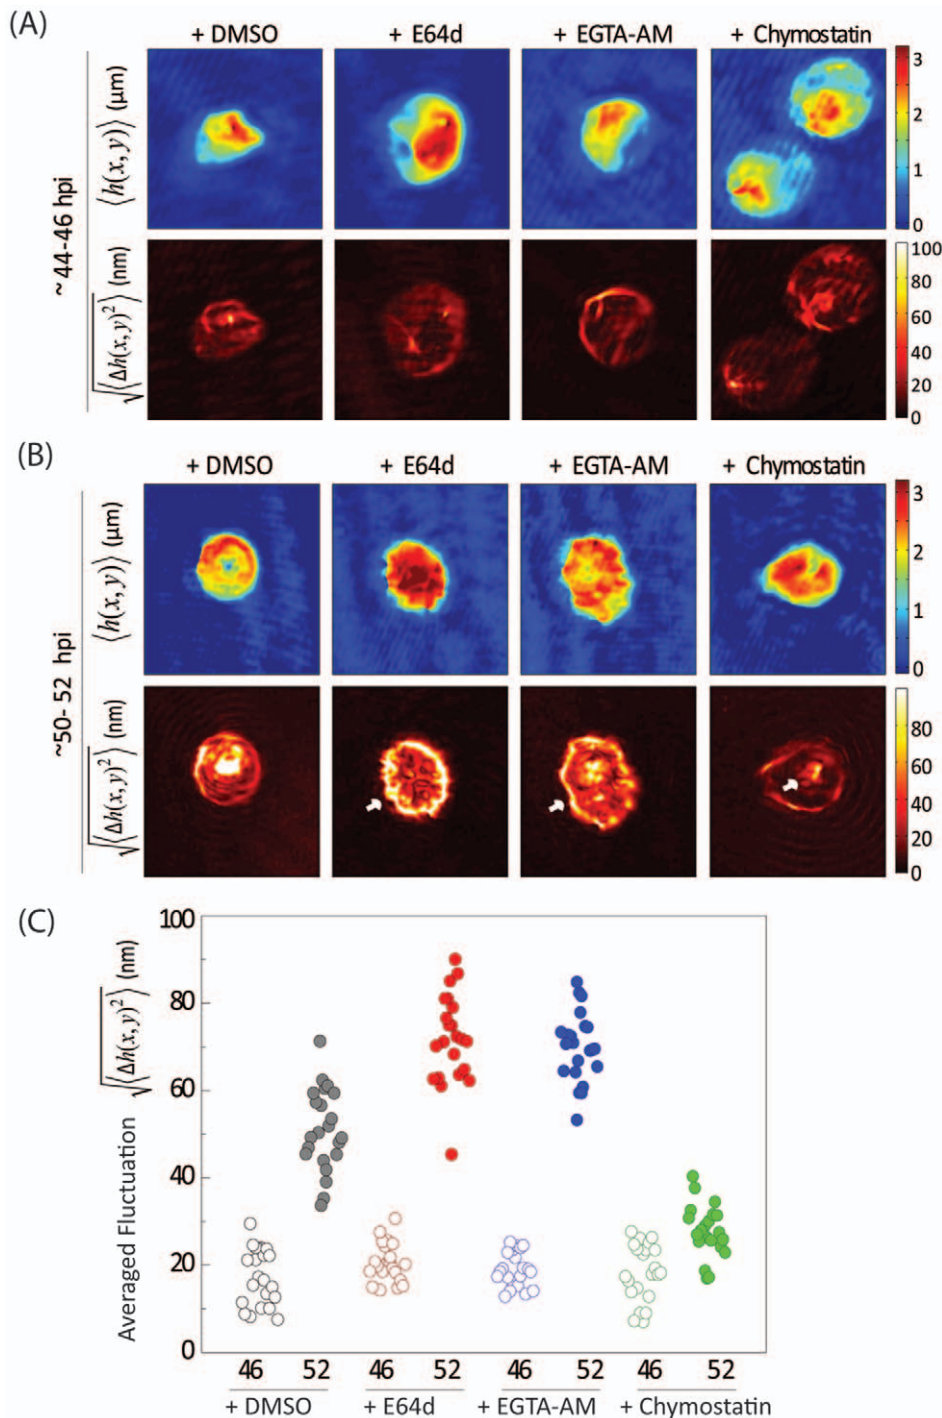 (A)
+ DMSO + E64d + EGTA-AM + Chymostatin
~44-46 hpi
⟨h(x, y)⟩ (μm)
3
2
1
0
√⟨Δh(x, y)²⟩ (nm)
100
80
60
40
20
0
(B)
+ DMSO + E64d + EGTA-AM + Chymostatin
~50- 52 hpi
⟨h(x, y)⟩ (μm)
3
2
1
0
√⟨Δh(x, y)²⟩ (nm)
80
60
40
20
0
(C)
Averaged Fluctuation √⟨Δh(x, y)²⟩ (nm)
100
80
60
40
20
0
46 52 46 52 46 52 46 52
+ DMSO + E64d + EGTA-AM + Chymostatin